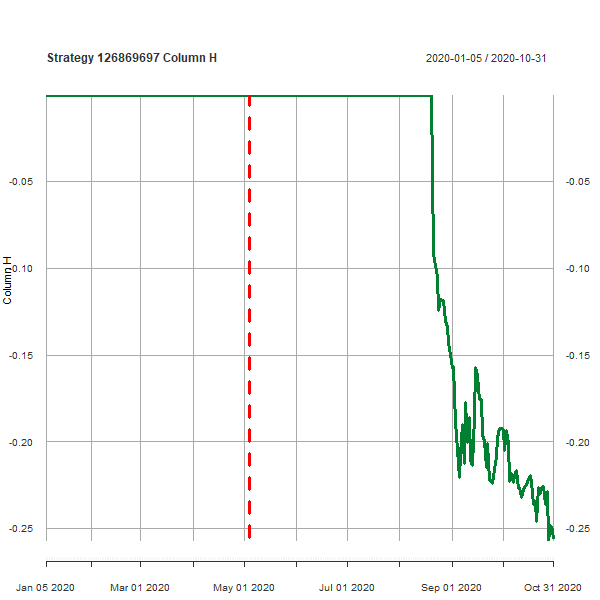 Strategy 126869697 Column H
2020-01-05 / 2020-10-31
-0.05 -0.05
-0.10 -0.10
-0.15 -0.15
-0.20 -0.20
-0.25 -0.25
Column H
Jan 05 2020 Mar 01 2020 May 01 2020 Jul 01 2020 Sep 01 2020 Oct 31 2020